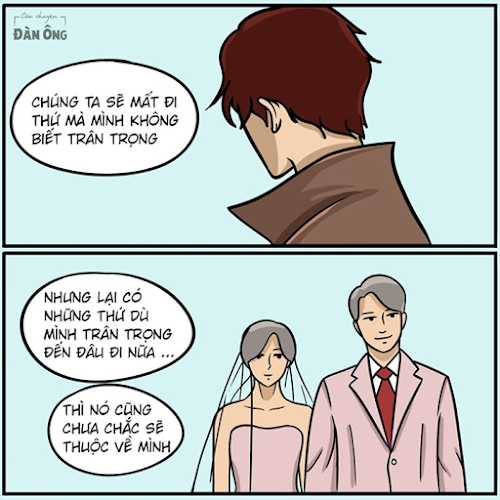 Câu chuyện
ĐÀN ÔNG
CHÚNG TA SẼ MẤT ĐI
THỨ MÀ MÌNH KHÔNG
BIẾT TRÂN TRỌNG
NHƯNG LẠI CÓ
NHỮNG THỨ DÙ
MÌNH TRÂN TRỌNG
ĐẾN ĐÂU ĐI NỮA ...
THÌ NÓ CŨNG
CHƯA CHẮC SẼ
THUỘC VỀ MÌNH